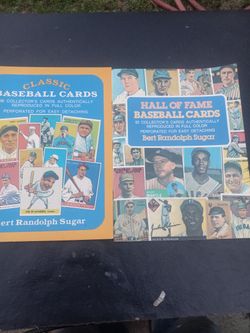 CLASSIC
BASEBALL CARDS
98 COLLECTOR'S CARDS AUTHENTICALLY
REPRODUCED IN FULL COLOR
PERFORATED FOR EASY DETACHING
Bert Randolph Sugar
HALL OF FAME
BASEBALL CARDS
92 COLLECTOR'S CARDS AUTHENTICALLY
REPRODUCED IN FULL COLOR
PERFORATED FOR EASY DETACHING
Bert Randolph Sugar